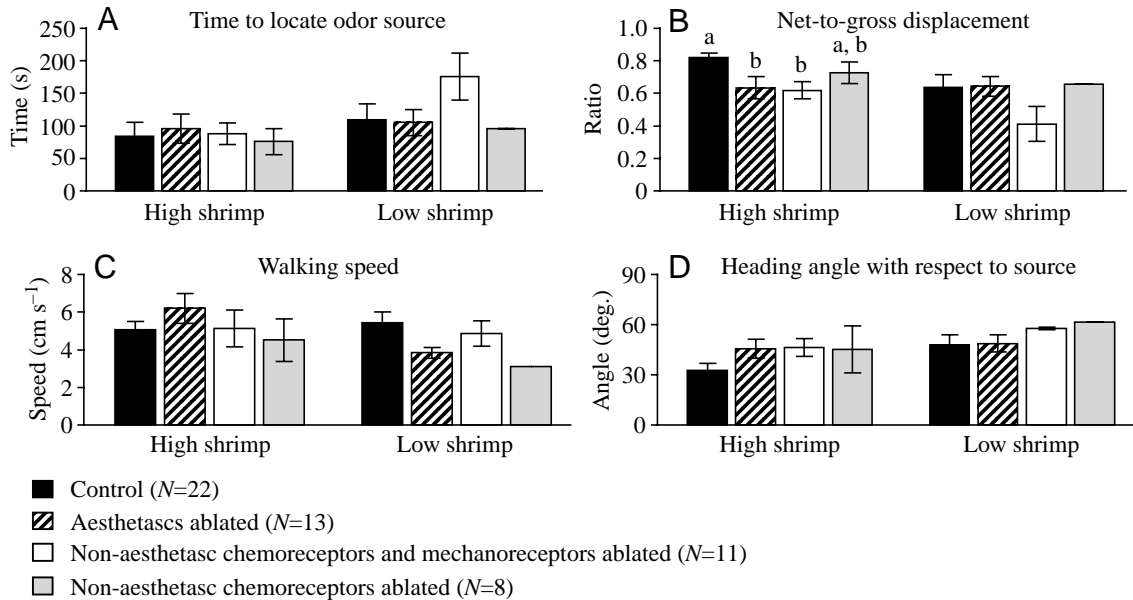 A Time to locate odor source
250
200
150
100
50
0
Time (s)
High shrimp Low shrimp
B Net-to-gross displacement
1.0
0.8
0.6
0.4
0.2
0
Ratio
a b b a, b
High shrimp Low shrimp
C Walking speed
8
6
4
2
0
Speed (cm s⁻¹)
High shrimp Low shrimp
D Heading angle with respect to source
90
60
30
0
Angle (deg.)
High shrimp Low shrimp
Control (N=22)
Aesthetascs ablated (N=13)
Non-aesthetasc chemoreceptors and mechanoreceptors ablated (N=11)
Non-aesthetasc chemoreceptors ablated (N=8)